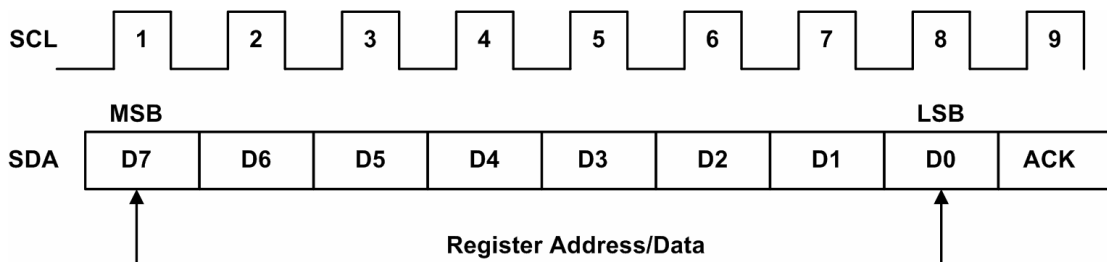 SCL 1 2 3 4 5 6 7 8 9
MSB LSB
SDA D7 D6 D5 D4 D3 D2 D1 D0 ACK
Register Address/Data